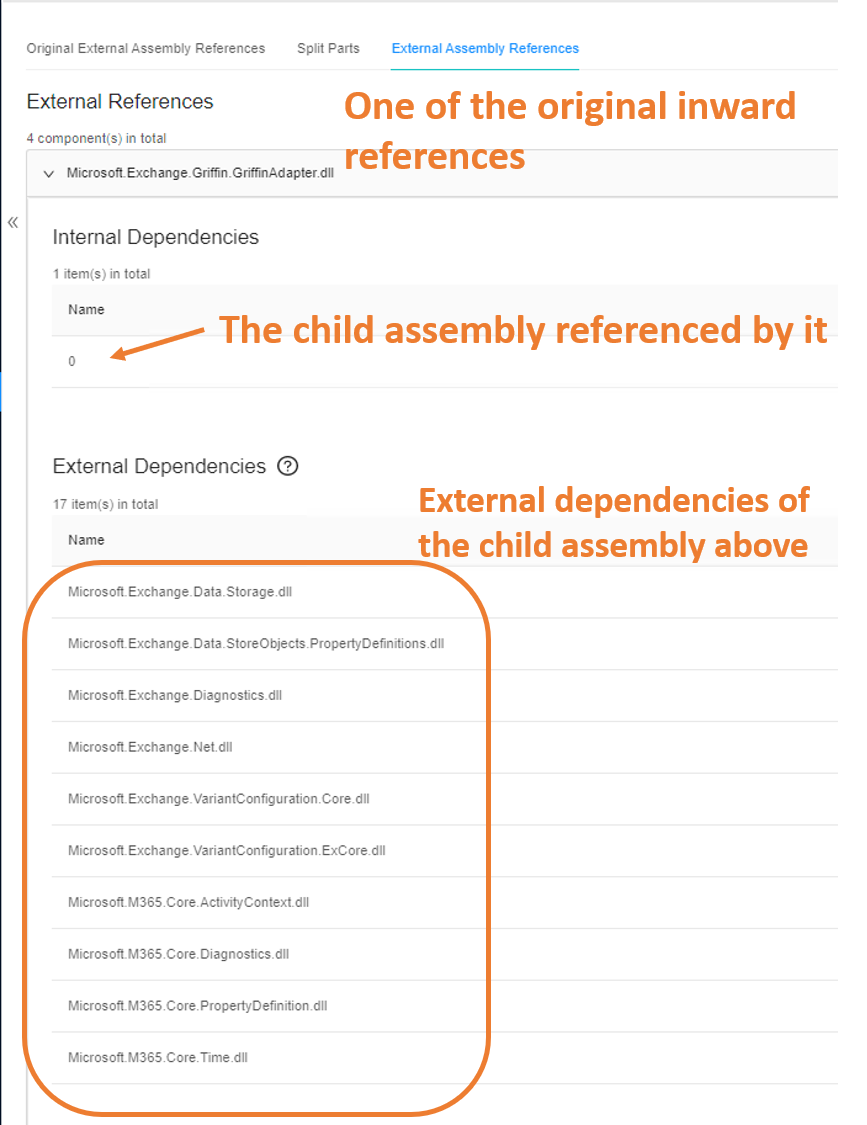 Original External Assembly References Split Parts External Assembly References
External References
One of the original inward
references
4 component(s) in total
Microsoft.Exchange.Griffin.GriffinAdapter.dll
«
Internal Dependencies
1 item(s) in total
Name
The child assembly referenced by it
0
External Dependencies ?
17 item(s) in total
External dependencies of
the child assembly above
Name
Microsoft.Exchange.Data.Storage.dll
Microsoft.Exchange.Data.StoreObjects.PropertyDefinitions.dll
Microsoft.Exchange.Diagnostics.dll
Microsoft.Exchange.Net.dll
Microsoft.Exchange.VariantConfiguration.Core.dll
Microsoft.Exchange.VariantConfiguration.ExCore.dll
Microsoft.M365.Core.ActivityContext.dll
Microsoft.M365.Core.Diagnostics.dll
Microsoft.M365.Core.PropertyDefinition.dll
Microsoft.M365.Core.Time.dll